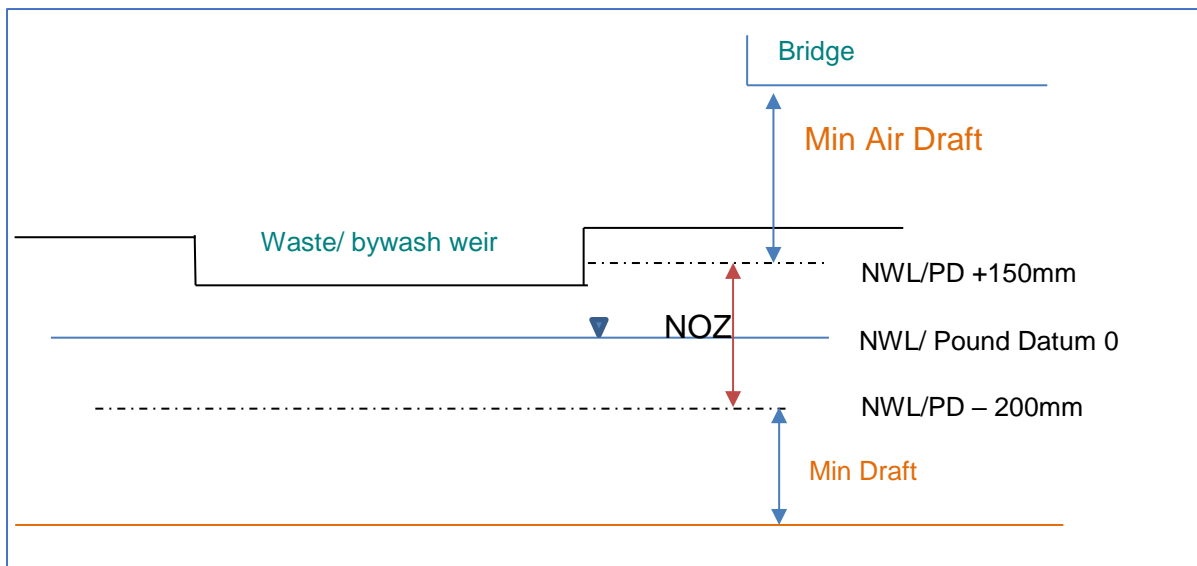 Bridge
Min Air Draft
Waste/ bywash weir
NWL/PD +150mm
NOZ
NWL/ Pound Datum 0
NWL/PD – 200mm
Min Draft